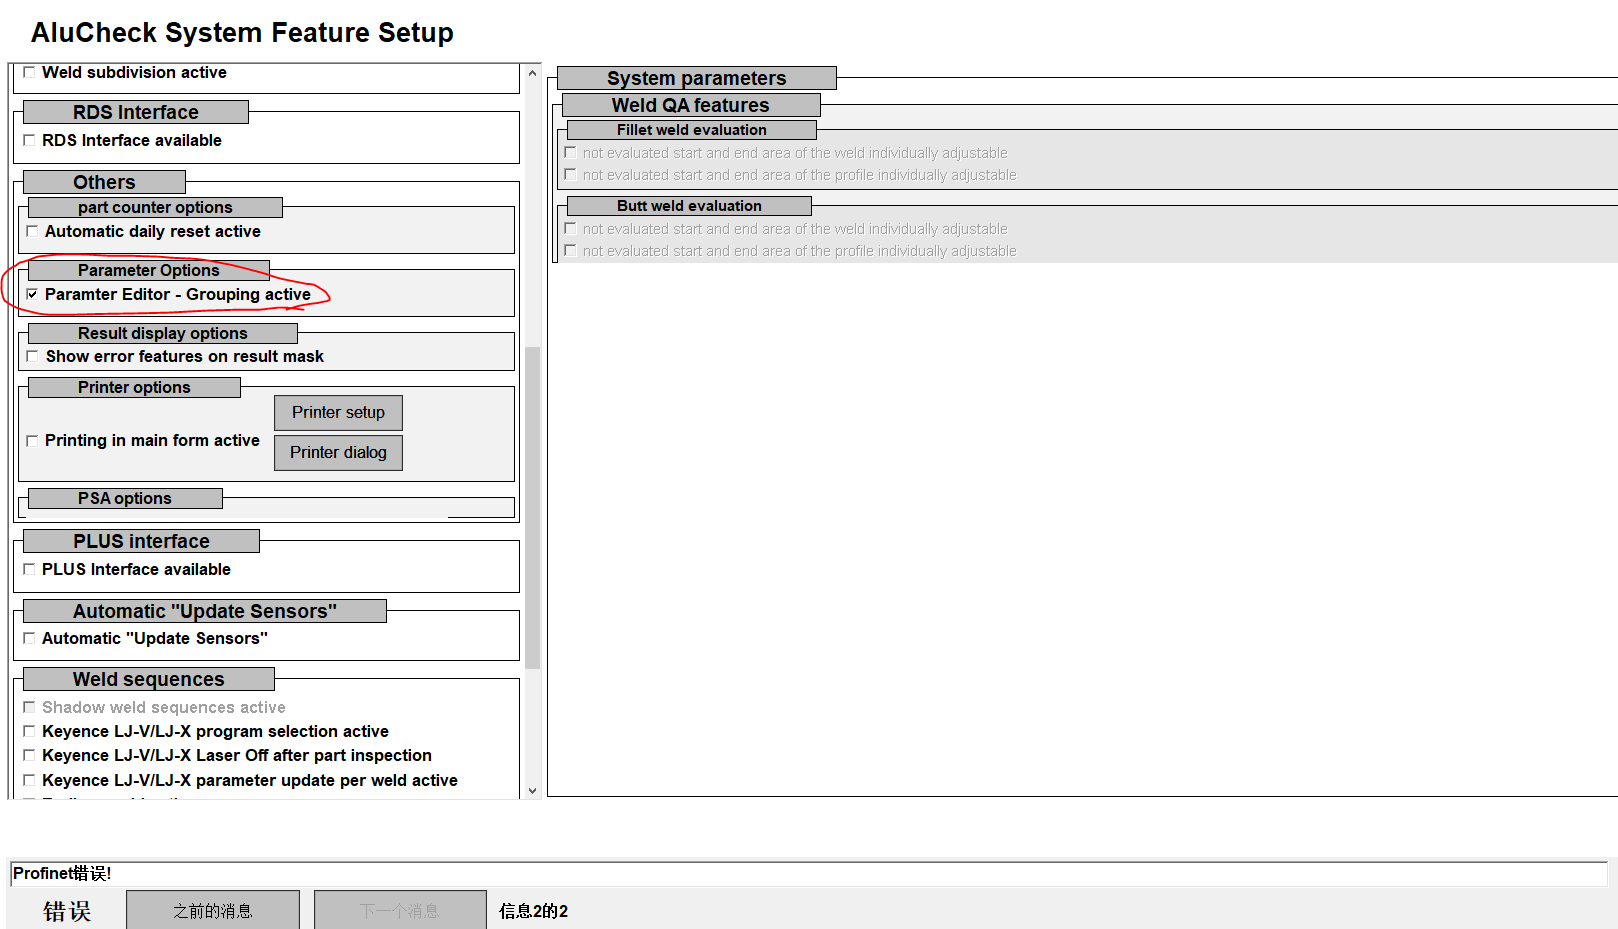 AluCheck System Feature Setup
Weld subdivision active
RDS Interface
RDS Interface available
Others
part counter options
Automatic daily reset active
Parameter Options
Paramter Editor - Grouping active
Result display options
Show error features on result mask
Printer options
Printer setup
Printing in main form active
Printer dialog
PSA options
PLUS interface
PLUS Interface available
Automatic "Update Sensors"
Automatic "Update Sensors"
Weld sequences
Shadow weld sequences active
Keyence LJ-V/LJ-X program selection active
Keyence LJ-V/LJ-X Laser Off after part inspection
Keyence LJ-V/LJ-X parameter update per weld active
System parameters
Weld QA features
Fillet weld evaluation
not evaluated start and end area of the weld individually adjustable
not evaluated start and end area of the profile individually adjustable
Butt weld evaluation
not evaluated start and end area of the weld individually adjustable
not evaluated start and end area of the profile individually adjustable
Profinet错误!
错误 之前的消息 下一个消息 信息2的2